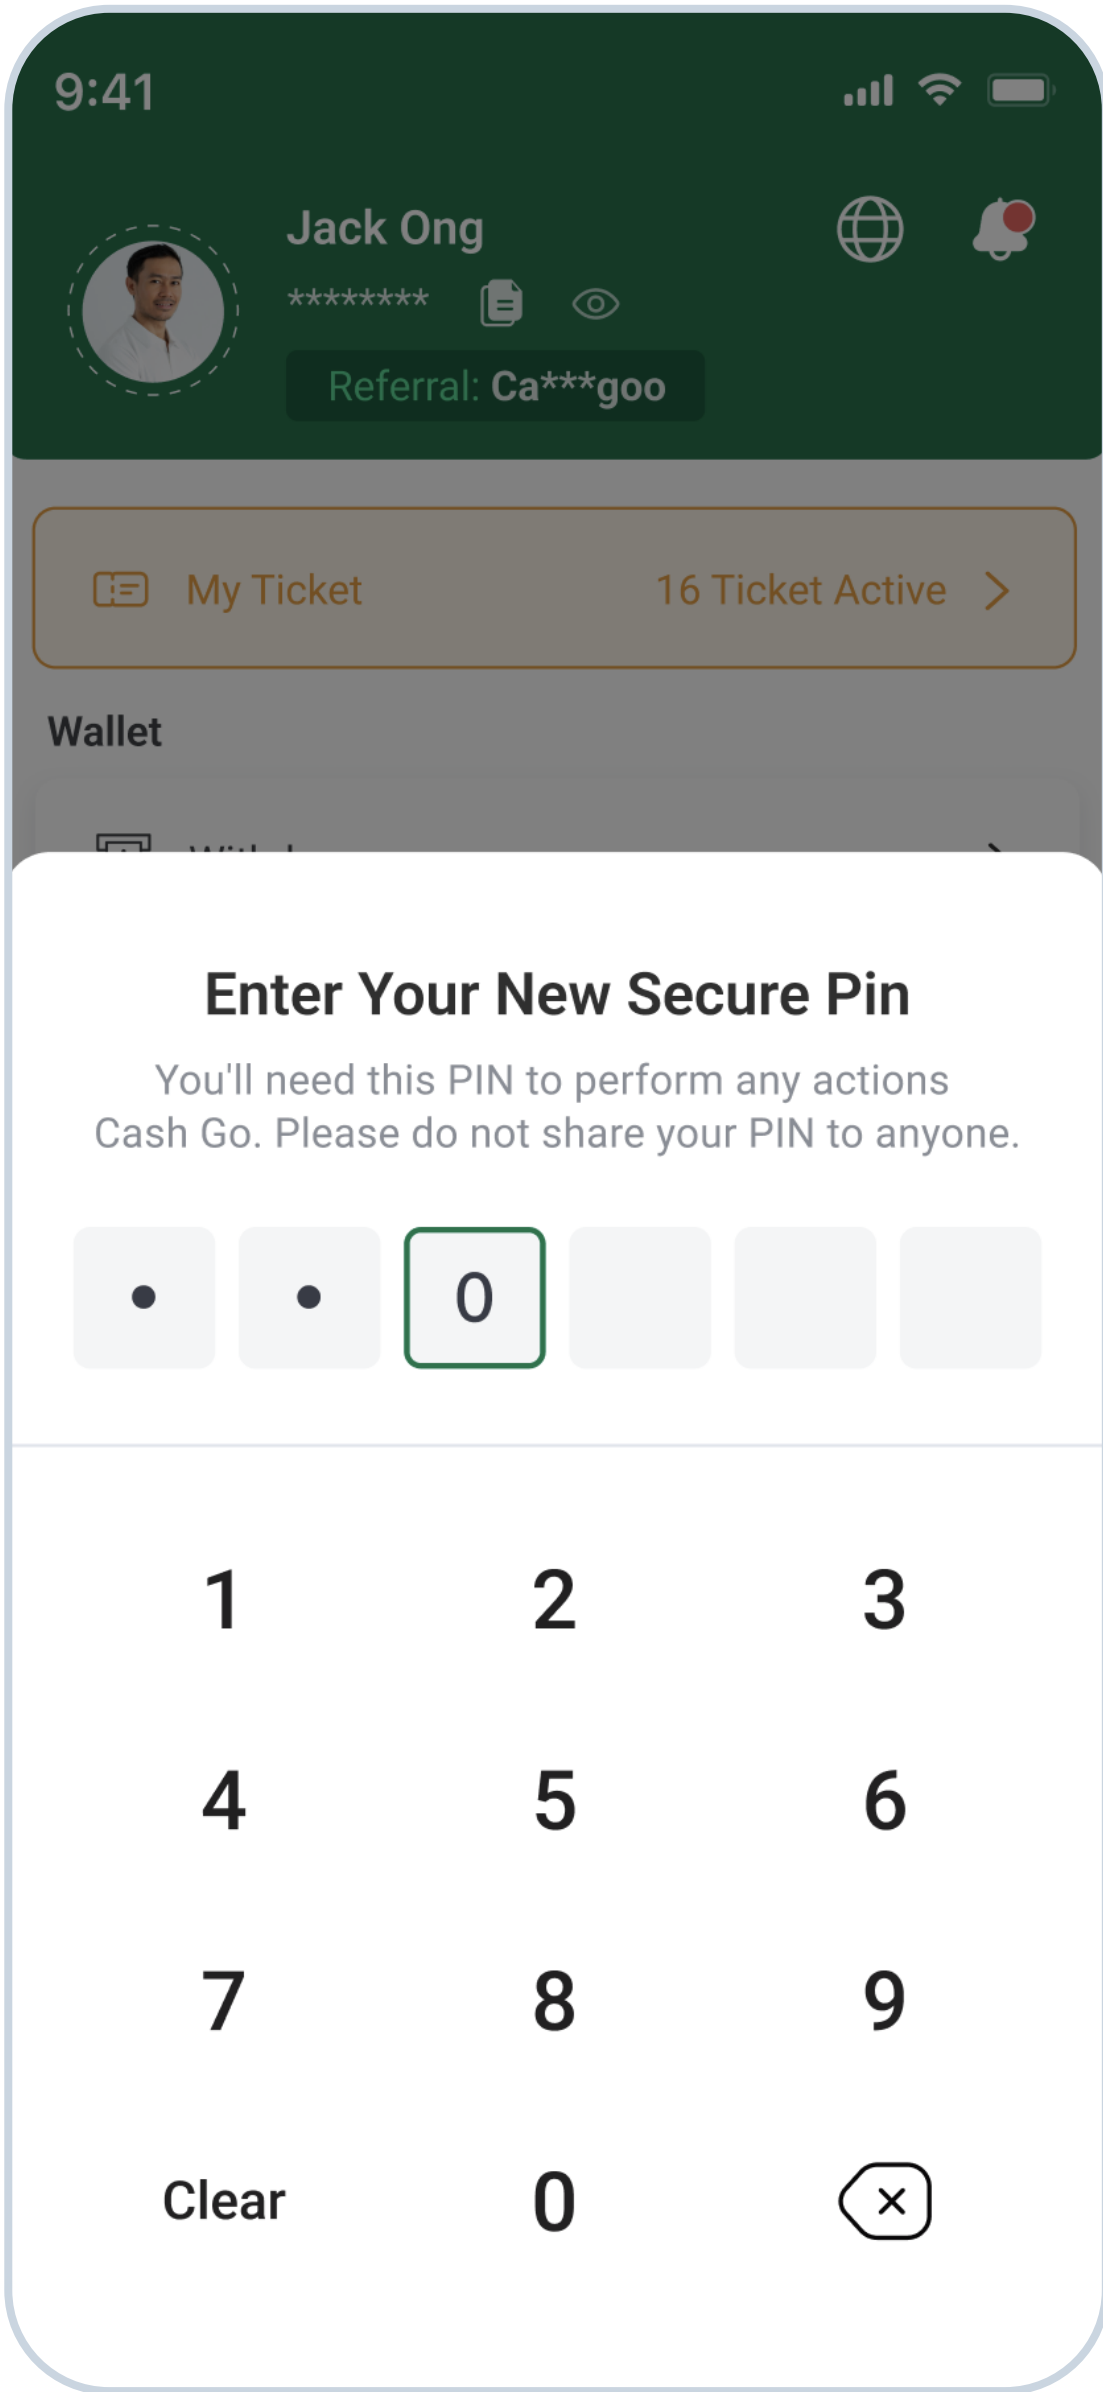 9:41
Jack Ong
********
Referral: Ca***goo
My Ticket
16 Ticket Active
Wallet
Enter Your New Secure Pin
You'll need this PIN to perform any actions
Cash Go. Please do not share your PIN to anyone.
0
1 2 3
4 5 6
7 8 9
Clear 0